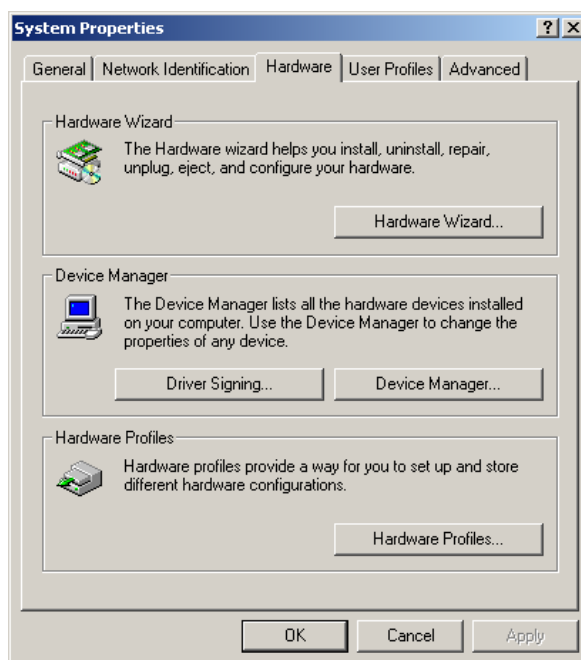 System Properties
General Network Identification Hardware User Profiles Advanced
Hardware Wizard
The Hardware wizard helps you install, uninstall, repair,
unplug, eject, and configure your hardware.
Hardware Wizard...
Device Manager
The Device Manager lists all the hardware devices installed
on your computer. Use the Device Manager to change the
properties of any device.
Driver Signing... Device Manager...
Hardware Profiles
Hardware profiles provide a way for you to set up and store
different hardware configurations.
Hardware Profiles...
OK Cancel Apply